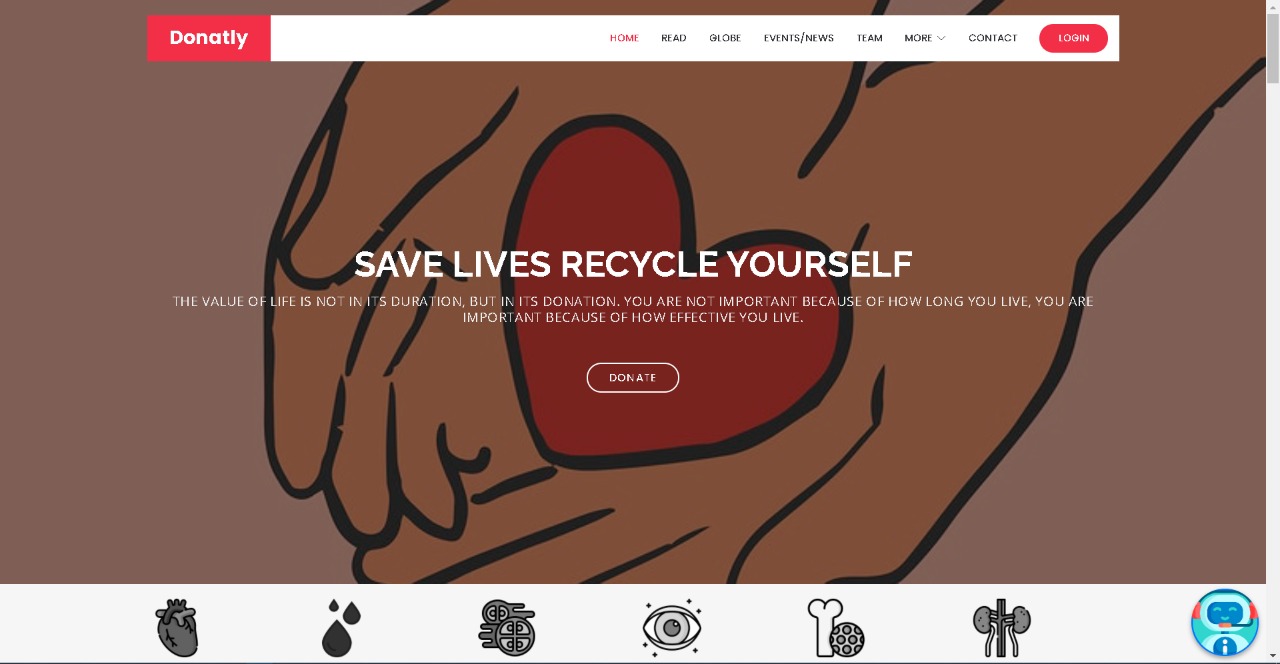 Donatly
HOME READ GLOBE EVENTS/NEWS TEAM MORE CONTACT LOGIN
SAVE LIVES RECYCLE YOURSELF
THE VALUE OF LIFE IS NOT IN ITS DURATION, BUT IN ITS DONATION. YOU ARE NOT IMPORTANT BECAUSE OF HOW LONG YOU LIVE, YOU ARE
IMPORTANT BECAUSE OF HOW EFFECTIVE YOU LIVE.
DONATE